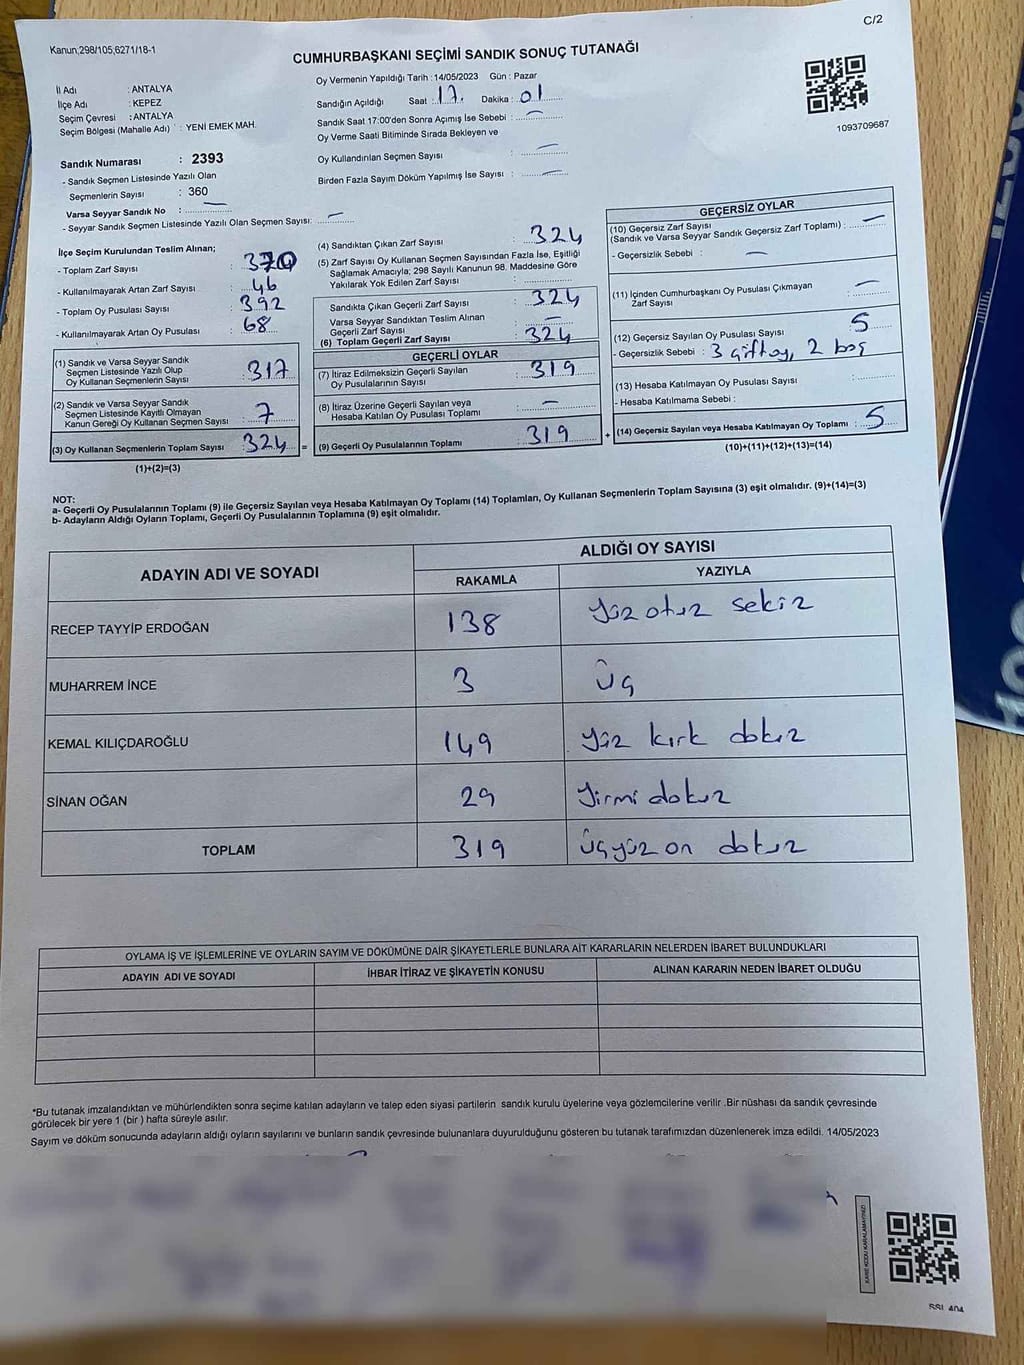 C/2
Kanun,298/105,6271/18-1
CUMHURBAŞKANI SEÇİMİ SANDIK SONUÇ TUTANAĞI
Oy Vermenin Yapıldığı Tarih : 14/05/2023 Gün : Pazar
İl Adı : ANTALYA
İlçe Adı : KEPEZ
Seçim Çevresi : ANTALYA
Seçim Bölgesi (Mahalle Adı) : YENİ EMEK MAH.
Sandığın Açıldığı Saat : 17. Dakika : 01
Sandık Saat 17:00'den Sonra Açımış İse Sebebi : —
Oy Verme Saati Bitiminde Sırada Bekleyen ve
Oy Kullandırılan Seçmen Sayısı : —
Birden Fazla Sayım Döküm Yapılmış İse Sayısı : —
1093709687
Sandık Numarası : 2393
- Sandık Seçmen Listesinde Yazılı Olan
Seçmenlerin Sayısı : 360
Varsa Seyyar Sandık No : —
- Seyyar Sandık Seçmen Listesinde Yazılı Olan Seçmen Sayısı: —
İlçe Seçim Kurulundan Teslim Alınan;
- Toplam Zarf Sayısı : 370
- Kullanılmayarak Artan Zarf Sayısı : 46
- Toplam Oy Pusulası Sayısı : 392
- Kullanılmayarak Artan Oy Pusulası : 68
(1) Sandık ve Varsa Seyyar Sandık
Seçmen Listesinde Yazılı Olup
Oy Kullanan Seçmenlerin Sayısı : 317
(2) Sandık ve Varsa Seyyar Sandık
Seçmen Listesinde Kayıtlı Olmayan
Kanun Gereği Oy Kullanan Seçmen Sayısı : 7
(3) Oy Kullanan Seçmenlerin Toplam Sayısı : 324 =
(1)+(2)=(3)
(4) Sandıktan Çıkan Zarf Sayısı : 324
(5) Zarf Sayısı Oy Kullanan Seçmen Sayısından Fazla İse, Eşitliği
Sağlamak Amacıyla; 298 Sayılı Kanunun 98. Maddesine Göre
Yakılarak Yok Edilen Zarf Sayısı :
Sandıkta Çıkan Geçerli Zarf Sayısı : 324
Varsa Seyyar Sandıktan Teslim Alınan
Geçerli Zarf Sayısı : —
(6) Toplam Geçerli Zarf Sayısı : 324
GEÇERLİ OYLAR
(7) İtiraz Edilmeksizin Geçerli Sayılan
Oy Pusulalarının Sayısı : 319
(8) İtiraz Üzerine Geçerli Sayılan veya
Hesaba Katılan Oy Pusulası Toplamı : —
(9) Geçerli Oy Pusulalarının Toplamı : 319 +
GEÇERSİZ OYLAR
(10) Geçersiz Zarf Sayısı
(Sandık ve Varsa Seyyar Sandık Geçersiz Zarf Toplamı) : —
- Geçersizlik Sebebi : —
(11) İçinden Cumhurbaşkanı Oy Pusulası Çıkmayan
Zarf Sayısı : —
(12) Geçersiz Sayılan Oy Pusulası Sayısı : 5
- Geçersizlik Sebebi : 3 çift oy, 2 boş
(13) Hesaba Katılmayan Oy Pusulası Sayısı :
- Hesaba Katılmama Sebebi :
(14) Geçersiz Sayılan veya Hesaba Katılmayan Oy Toplamı : 5
(10)+(11)+(12)+(13)=(14)
NOT:
a- Geçerli Oy Pusulalarının Toplamı (9) ile Geçersiz Sayılan veya Hesaba Katılmayan Oy Toplamı (14) Toplamları, Oy Kullanan Seçmenlerin Toplam Sayısına (3) eşit olmalıdır. (9)+(14)=(3)
b- Adayların Aldığı Oyların Toplamı, Geçerli Oy Pusulalarının Toplamına (9) eşit olmalıdır.
ADAYIN ADI VE SOYADI
ALDIĞI OY SAYISI
RAKAMLA YAZIYLA
RECEP TAYYİP ERDOĞAN 138 yüz otuz sekiz
MUHARREM İNCE 3 üç
KEMAL KILIÇDAROĞLU 149 yüz kırk dokuz
SİNAN OĞAN 29 yirmi dokuz
TOPLAM 319 üçyüz on dokuz
OYLAMA İŞ VE İŞLEMLERİNE VE OYLARIN SAYIM VE DÖKÜMÜNE DAİR ŞİKAYETLERLE BUNLARA AİT KARARLARIN NELERDEN İBARET BULUNDUKLARI
ADAYIN ADI VE SOYADI İHBAR İTİRAZ VE ŞİKAYETİN KONUSU ALINAN KARARIN NEDEN İBARET OLDUĞU
*Bu tutanak imzalandıktan ve mühürlendikten sonra seçime katılan adayların ve talep eden siyasi partilerin sandık kurulu üyelerine veya gözlemcilerine verilir .Bir nüshası da sandık çevresinde
görülecek bir yere 1 (bir ) hafta süreyle asılır.
Sayım ve döküm sonucunda adayların aldığı oyların sayılarını ve bunların sandık çevresinde bulunanlara duyurulduğunu gösteren bu tutanak tarafımızdan düzenlenerek imza edildi. 14/05/2023
KARE KODU KARALAMAYINIZ!